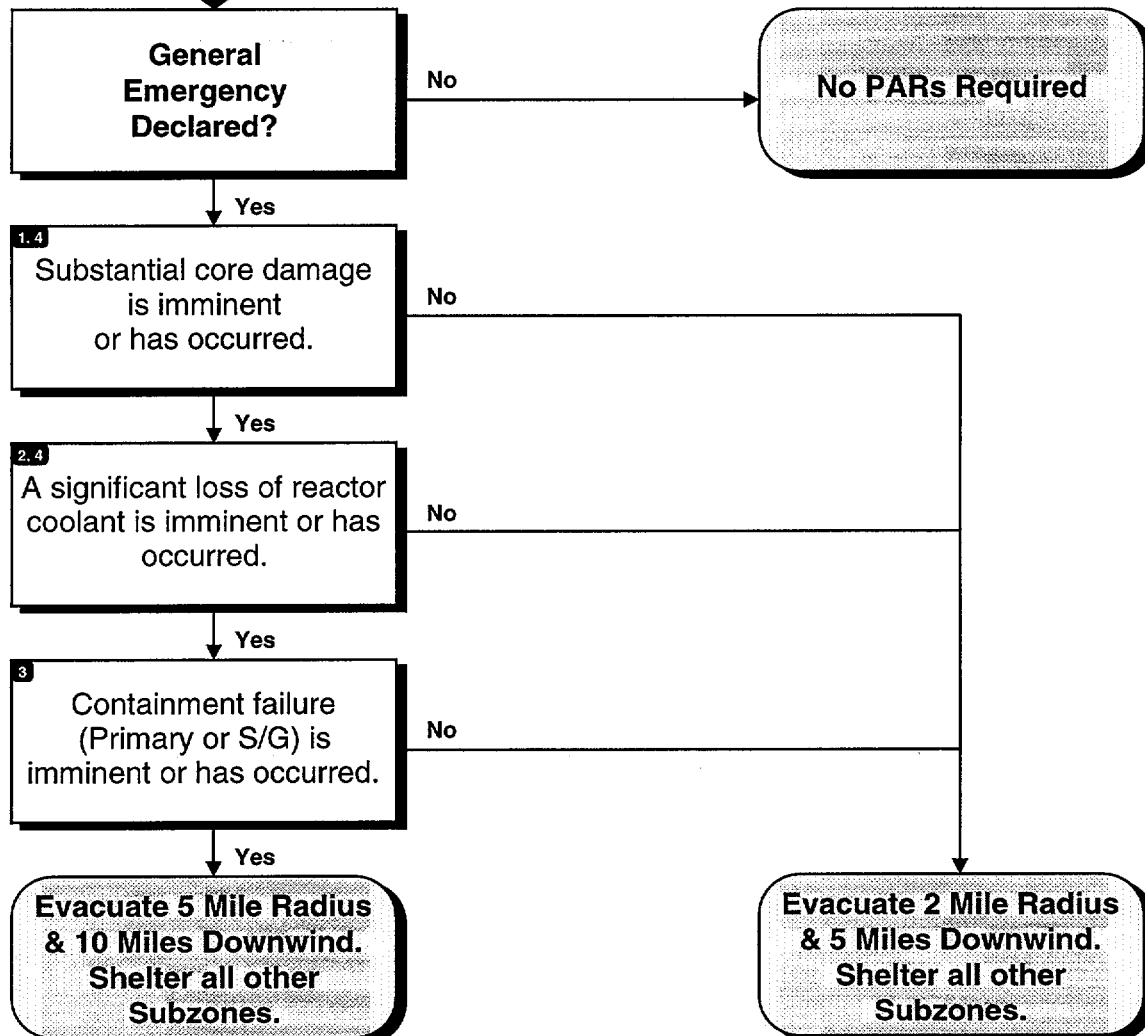 General
Emergency
Declared?
No
No PARs Required
Yes
1, 4
Substantial core damage
is imminent
or has occurred.
No
Yes
2, 4
A significant loss of reactor
coolant is imminent or has
occurred.
No
Yes
3
Containment failure
(Primary or S/G) is
imminent or has occurred.
No
Yes
Evacuate 5 Mile Radius
& 10 Miles Downwind.
Shelter all other
Subzones.
Evacuate 2 Mile Radius
& 5 Miles Downwind.
Shelter all other
Subzones.